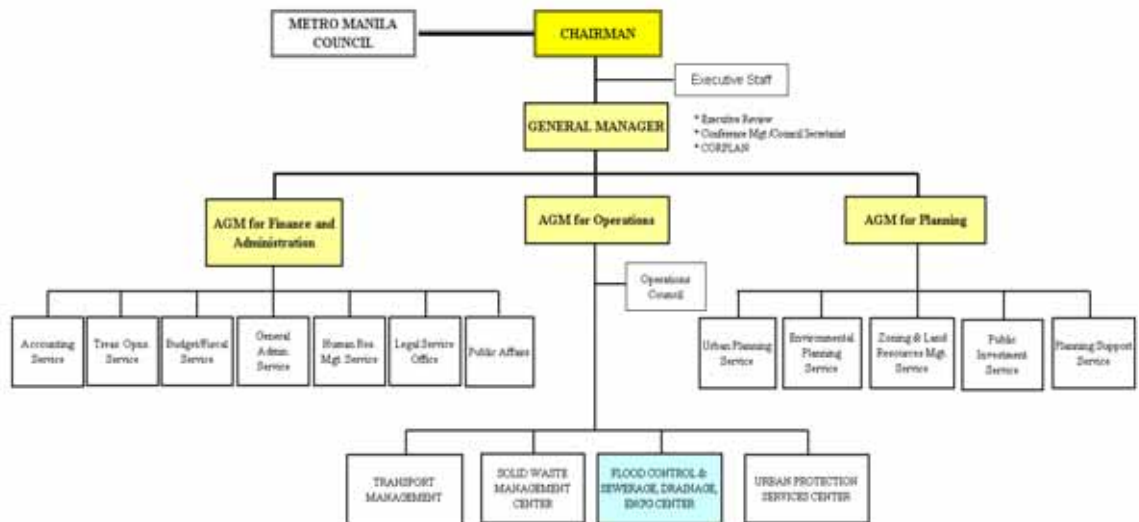 METRO MANILA
COUNCIL
CHAIRMAN
Executive Staff
GENERAL MANAGER
* Executive Review
* Conference Mgt./Council Secretariat
* CORPLAN
AGM for Finance and
Administration
AGM for Operations
AGM for Planning
Operations
Council
Accounting
Service
Treas. Opns.
Service
Budget/Fiscal
Service
General
Admin.
Service
Human Res.
Mgt. Service
Legal Service
Office
Public Affairs
Urban Planning
Service
Environmental
Planning
Service
Zoning & Land
Resources Mgt.
Service
Public
Investment
Service
Planning Support
Service
TRANSPORT
MANAGEMENT
SOLID WASTE
MANAGEMENT
CENTER
FLOOD CONTROL &
SEWERAGE, DRAINAGE,
ENPG CENTER
URBAN PROTECTION
SERVICES CENTER